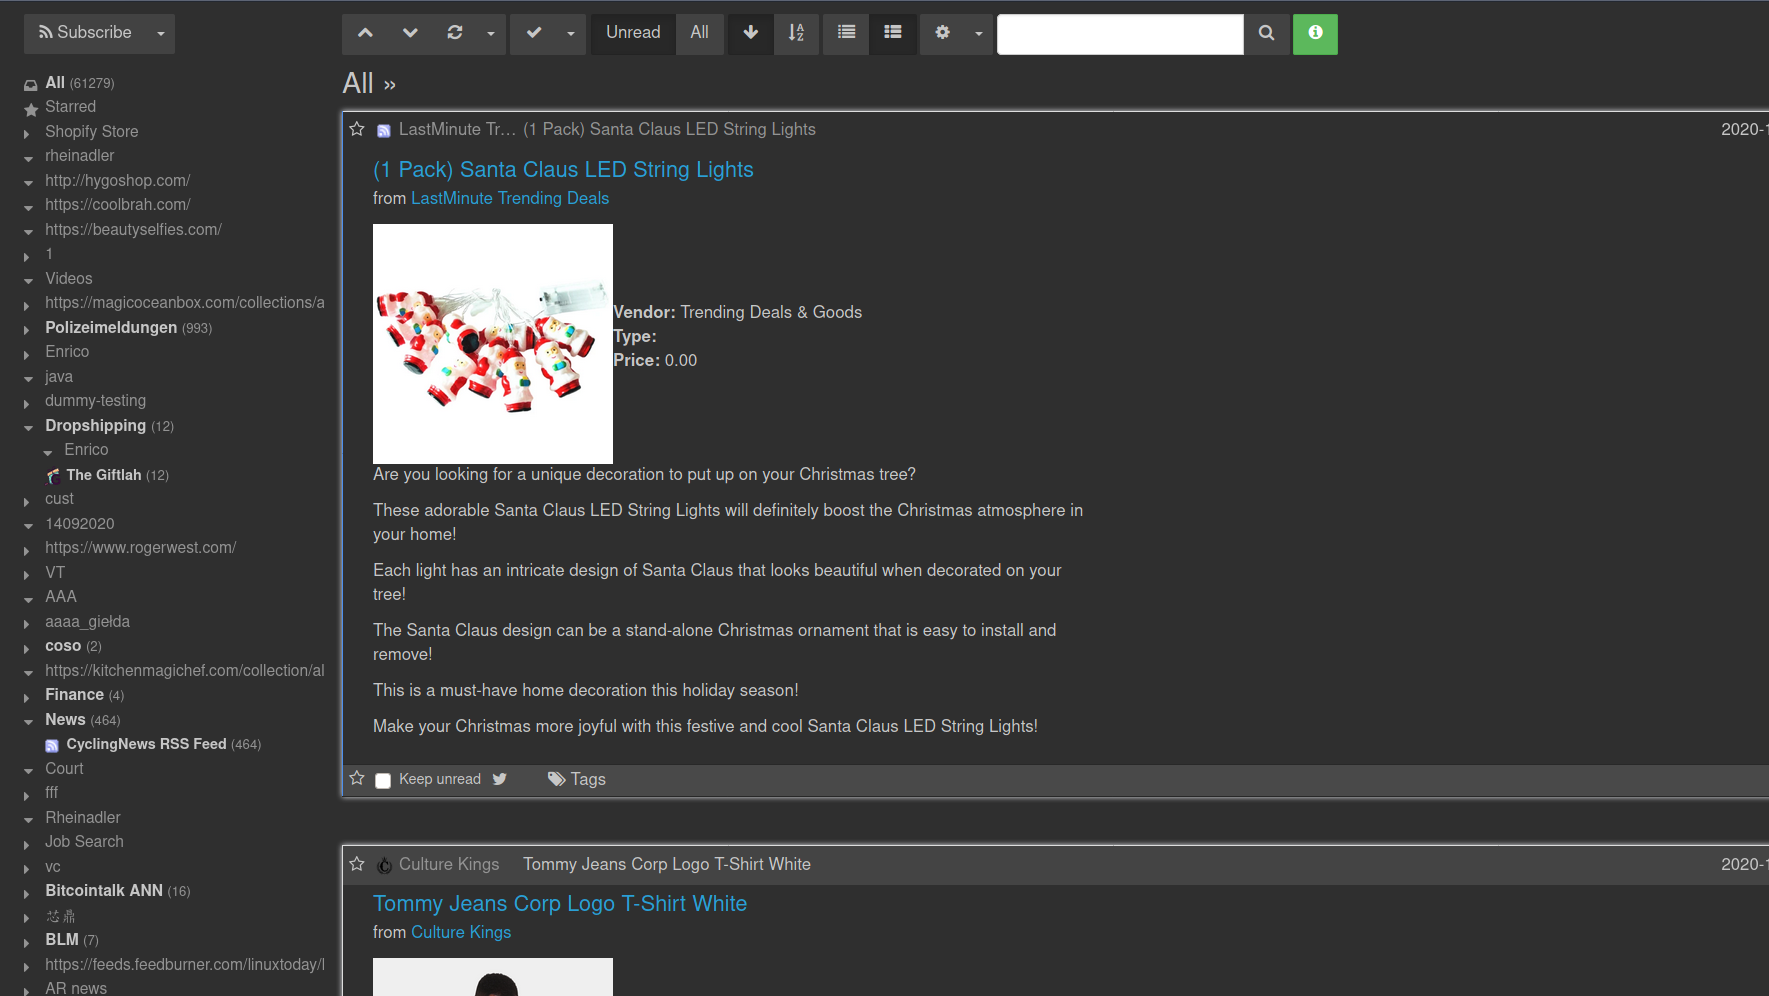 Subscribe
Unread
All
All (61279)
Starred
Shopify Store
rheinadler
http://hygoshop.com/
https://coolbrah.com/
https://beautyselfies.com/
1
Videos
https://magicoceanbox.com/collections/a
Polizeimeldungen (993)
Enrico
java
dummy-testing
Dropshipping (12)
Enrico
The Giftlah (12)
cust
14092020
https://www.rogerwest.com/
VT
AAA
aaaa_giełda
coso (2)
https://kitchenmagichef.com/collection/al
Finance (4)
News (464)
CyclingNews RSS Feed (464)
Court
fff
Rheinadler
Job Search
vc
Bitcointalk ANN (16)
芯鼎
BLM (7)
https://feeds.feedburner.com/linuxtoday/l
AR news
All »
LastMinute Tr... (1 Pack) Santa Claus LED String Lights 2020-1
(1 Pack) Santa Claus LED String Lights
from LastMinute Trending Deals
Vendor: Trending Deals & Goods
Type:
Price: 0.00
Are you looking for a unique decoration to put up on your Christmas tree?
These adorable Santa Claus LED String Lights will definitely boost the Christmas atmosphere in
your home!
Each light has an intricate design of Santa Claus that looks beautiful when decorated on your
tree!
The Santa Claus design can be a stand-alone Christmas ornament that is easy to install and
remove!
This is a must-have home decoration this holiday season!
Make your Christmas more joyful with this festive and cool Santa Claus LED String Lights!
Keep unread Tags
Culture Kings Tommy Jeans Corp Logo T-Shirt White 2020-1
Tommy Jeans Corp Logo T-Shirt White
from Culture Kings